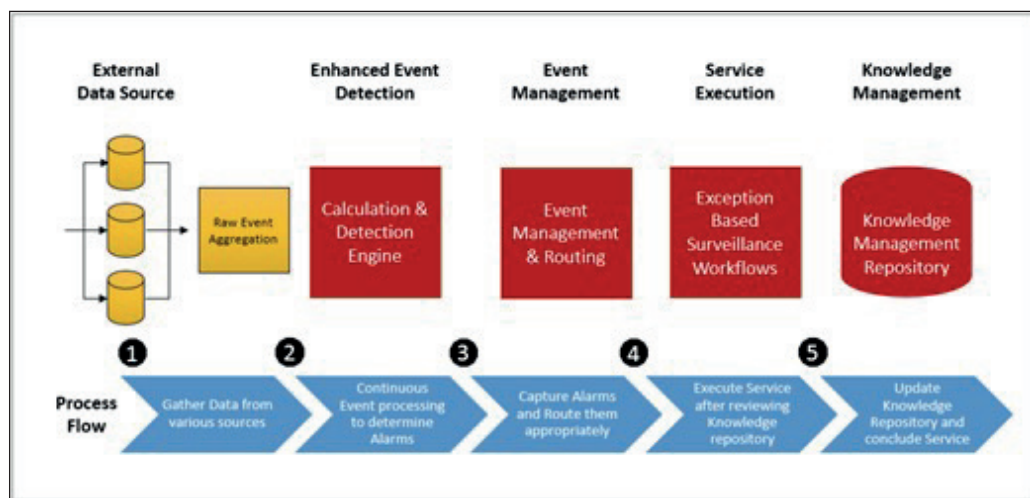 External
Data Source
Enhanced Event
Detection
Event
Management
Service
Execution
Knowledge
Management
Raw Event
Aggregation
Calculation &
Detection
Engine
Event
Management
& Routing
Exception
Based
Surveillance
Workflows
Knowledge
Management
Repository
1
2
3
4
5
Process
Flow
Gather Data from
various sources
Continuous
Event processing
to determine
Alarms
Capture Alarms
and Route them
appropriately
Execute Service
after reviewing
Knowledge
repository
Update
Knowledge
Repository and
conclude Service